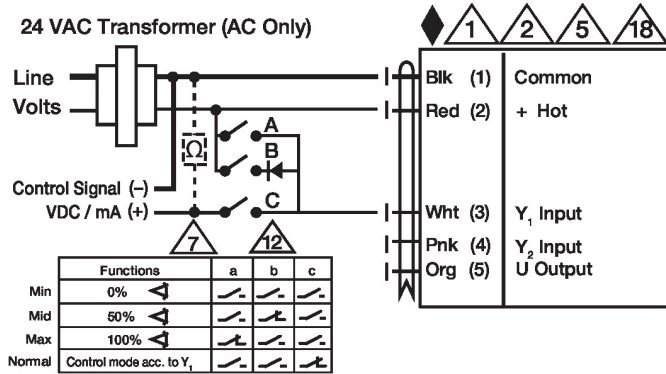 24 VAC Transformer (AC Only)
1 2 5 18
Line
Volts
Blk (1) Common
Red (2) + Hot
A
Ω
B
Control Signal (–)
VDC / mA (+)
C
Wht (3) Y1 Input
Pnk (4) Y2 Input
Org (5) U Output
7 12
Functions a b c
Min 0%
Mid 50%
Max 100%
Normal Control mode acc. to Y1